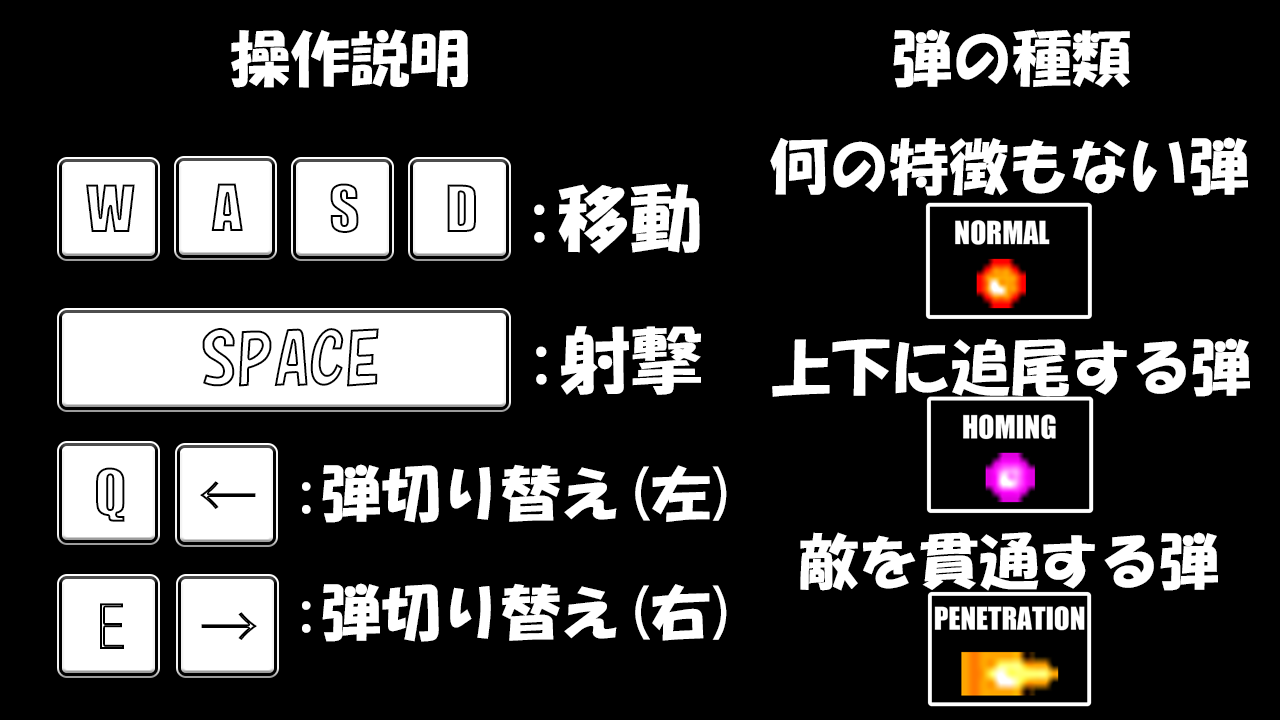 操作説明
W A S D :移動
SPACE :射撃
Q ← :弾切り替え(左)
E → :弾切り替え(右)
弾の種類
何の特徴もない弾
NORMAL
上下に追尾する弾
HOMING
敵を貫通する弾
PENETRATION